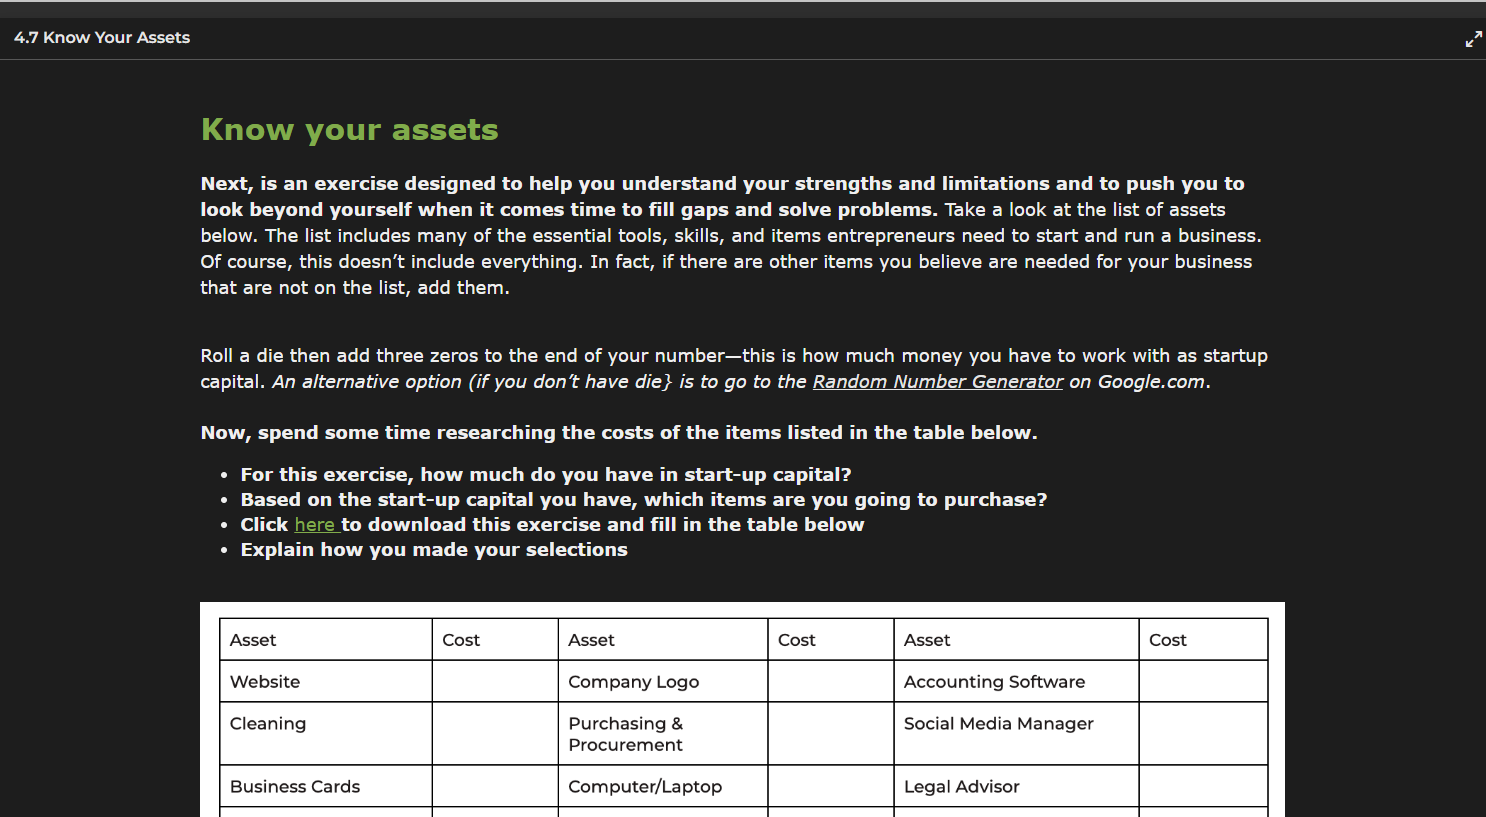 4.7 Know Your Assets
Know your assets
Next, is an exercise designed to help you understand your strengths and limitations and to push you to
look beyond yourself when it comes time to fill gaps and solve problems. Take a look at the list of assets
below. The list includes many of the essential tools, skills, and items entrepreneurs need to start and run a business.
Of course, this doesn’t include everything. In fact, if there are other items you believe are needed for your business
that are not on the list, add them.
Roll a die then add three zeros to the end of your number—this is how much money you have to work with as startup
capital. An alternative option (if you don’t have die} is to go to the Random Number Generator on Google.com.
Now, spend some time researching the costs of the items listed in the table below.
• For this exercise, how much do you have in start-up capital?
• Based on the start-up capital you have, which items are you going to purchase?
• Click here to download this exercise and fill in the table below
• Explain how you made your selections
Asset Cost Asset Cost Asset Cost
Website Company Logo Accounting Software
Cleaning Purchasing & Social Media Manager
Procurement
Business Cards Computer/Laptop Legal Advisor